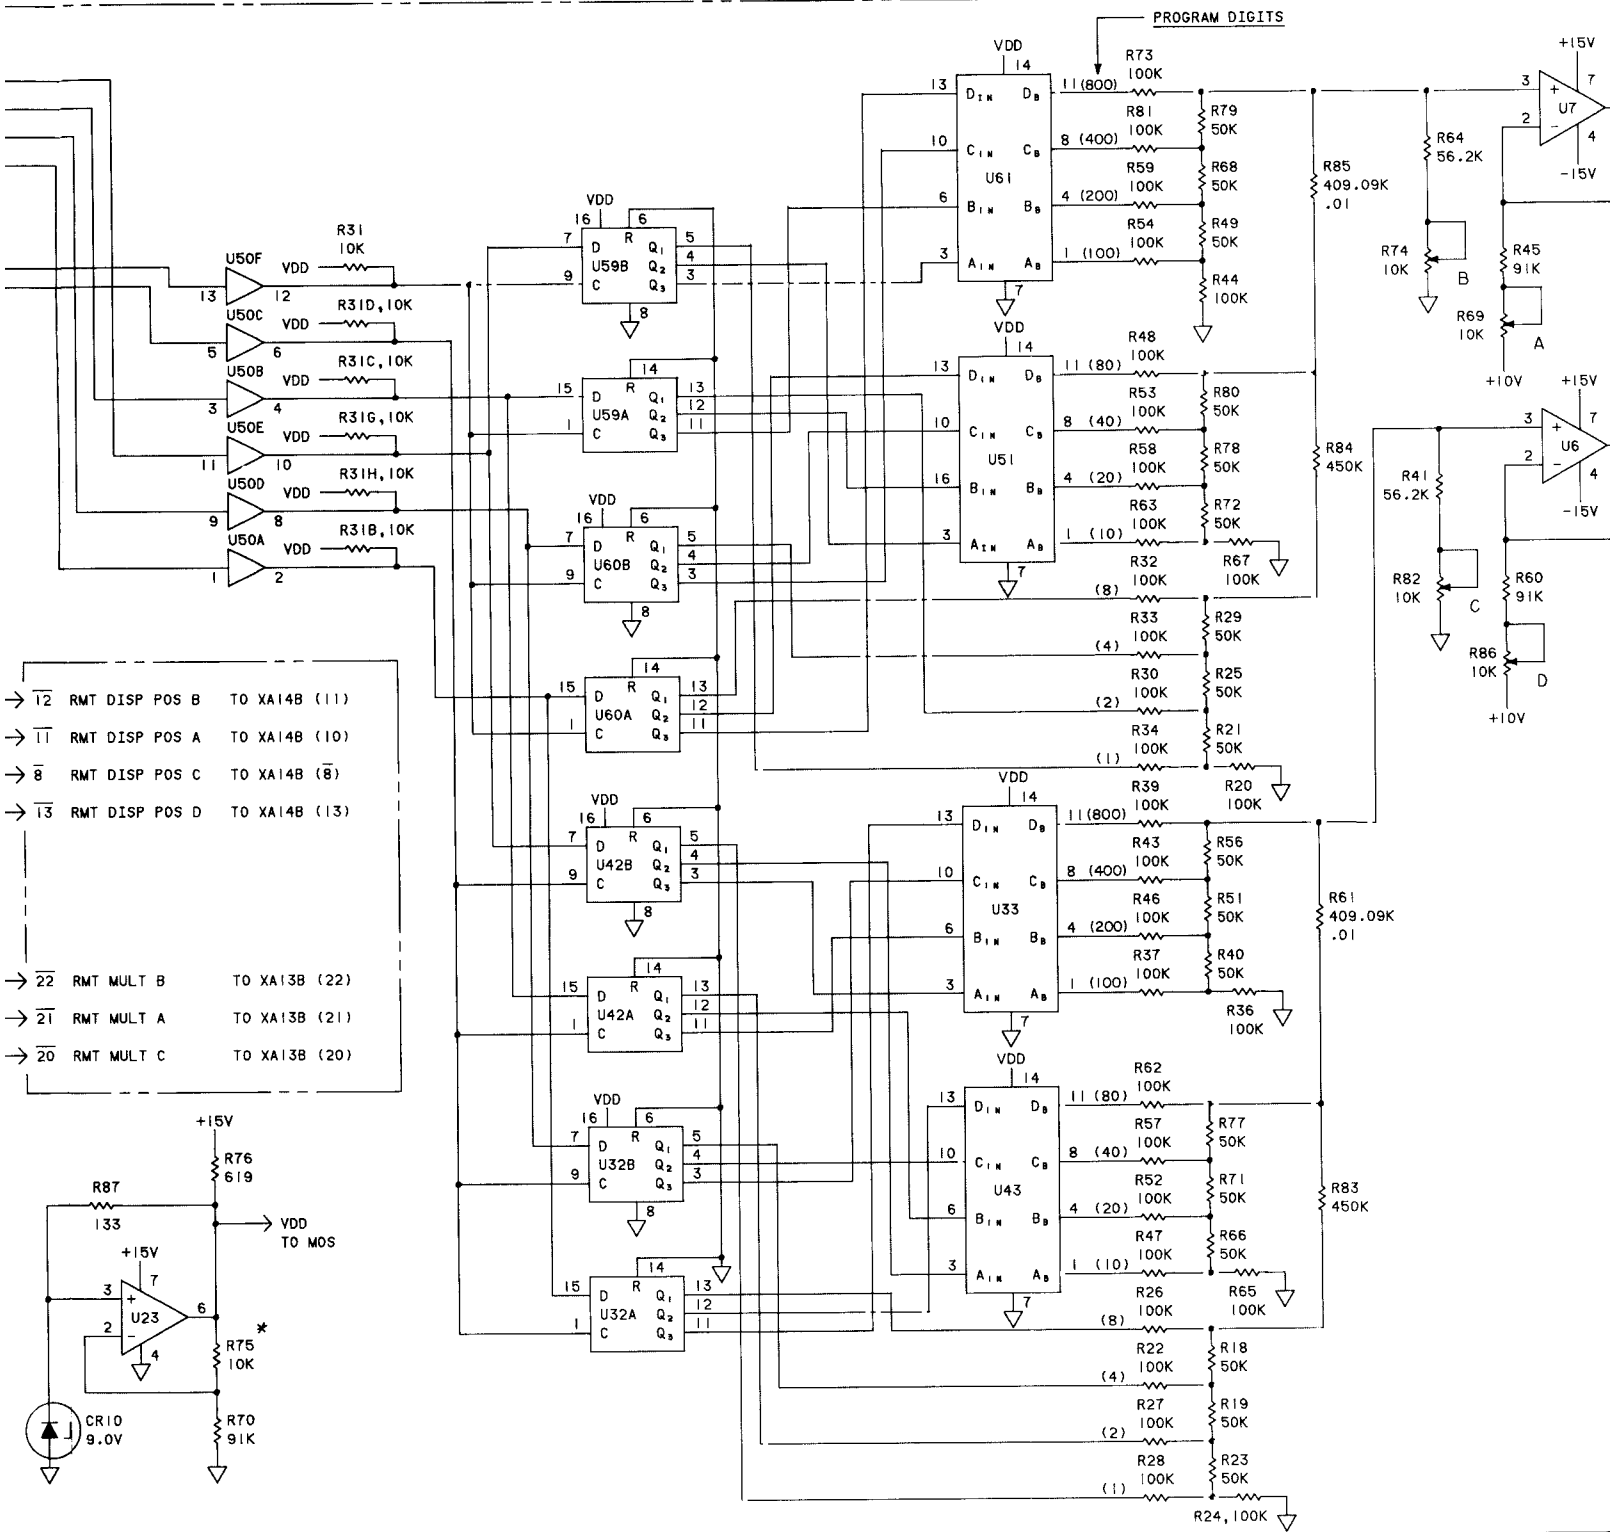 PROGRAM DIGITS
VDD
14
13 D IN D B 11 (800)
10 C IN C B 8 (400)
U61
6 B IN B B 4 (200)
3 A IN A B 1 (100)
7
R73
100K
R81
100K
R59
100K
R54
100K
R79
50K
R68
50K
R49
50K
R44
100K
R85
409.09K
.01
R64
56.2K
R74
10K
B
+15V
3 + 7
U7
2 - 4
-15V
R45
91K
R69
10K
A
+10V
VDD
14
13 D IN D B 11 (80)
10 C IN C B 8 (40)
U51
16 B IN B B 4 (20)
3 A IN A B 1 (10)
7
R48
100K
R53
100K
R58
100K
R63
100K
R80
50K
R78
50K
R72
50K
R67
100K
R84
450K
R41
56.2K
R82
10K
C
+15V
3 + 7
U6
2 - 4
-15V
R60
91K
R86
10K
D
+10V
R32
100K
(8)
R33
100K
(4)
R30
100K
(2)
R34
100K
(1)
R29
50K
R25
50K
R21
50K
R20
100K
U50F
13 12
VDD
R31
10K
U50C
5 6
VDD
R31D,10K
U50B
3 4
VDD
R31C,10K
U50E
11 10
VDD
R31G,10K
U50D
9 8
VDD
R31H,10K
U50A
1 2
VDD
R31B,10K
VDD
16 6
7 D R Q1 5
U59B Q2 4
9 C Q3 3
8
14
15 D R Q1 13
U59A Q2 12
1 C Q3 11
VDD
16 6
7 D R Q1 5
U60B Q2 4
9 C Q3 3
8
14
15 D R Q1 13
U60A Q2 12
1 C Q3 11
VDD
16 6
7 D R Q1 5
U42B Q2 4
9 C Q3 3
8
14
15 D R Q1 13
U42A Q2 12
1 C Q3 11
VDD
16 6
7 D R Q1 5
U32B Q2 4
9 C Q3 3
8
14
15 D R Q1 13
U32A Q2 12
1 C Q3 11
12 RMT DISP POS B TO XA14B (11)
11 RMT DISP POS A TO XA14B (10)
8 RMT DISP POS C TO XA14B (8)
13 RMT DISP POS D TO XA14B (13)
22 RMT MULT B TO XA13B (22)
21 RMT MULT A TO XA13B (21)
20 RMT MULT C TO XA13B (20)
VDD
14
13 D IN D B 11 (800)
10 C IN C B 8 (400)
U33
6 B IN B B 4 (200)
3 A IN A B 1 (100)
7
R39
100K
R43
100K
R46
100K
R37
100K
R56
50K
R51
50K
R40
50K
R36
100K
R61
409.09K
.01
VDD
14
13 D IN D B 11 (80)
10 C IN C B 8 (40)
U43
6 B IN B B 4 (20)
3 A IN A B 1 (10)
7
R62
100K
R57
100K
R52
100K
R47
100K
R77
50K
R71
50K
R66
50K
R65
100K
R83
450K
R26
100K
(8)
R22
100K
(4)
R27
100K
(2)
R28
100K
(1)
R18
50K
R19
50K
R23
50K
R24,100K
+15V
R76
619
R87
133
VDD
TO MOS
+15V
3 + 7
U23 6
2 - 4
*
R75
10K
R70
91K
CR10
9.0V